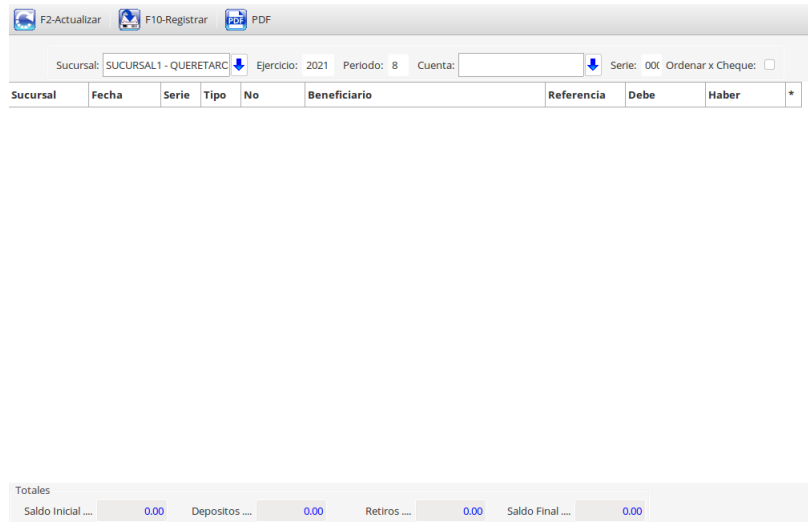 F2-Actualizar F10-Registrar PDF PDF
Sucursal: SUCURSAL1 - QUERETARO Ejercicio: 2021 Periodo: 8 Cuenta: Serie: 000 Ordenar x Cheque:
Sucursal Fecha Serie Tipo No Beneficiario Referencia Debe Haber *
Totales
Saldo Inicial .... 0.00 Depositos .... 0.00 Retiros .... 0.00 Saldo Final .... 0.00